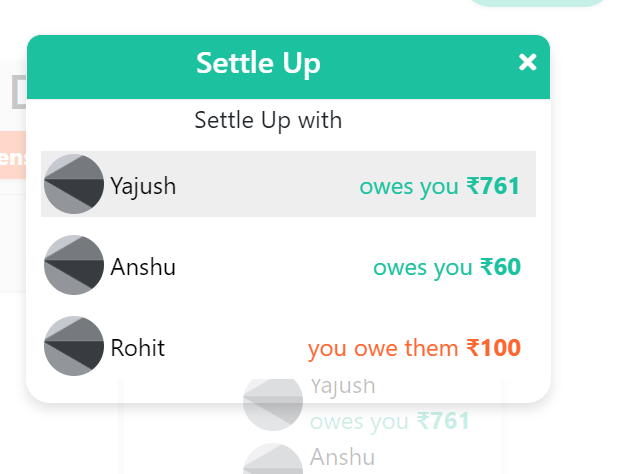 Settle Up
Settle Up with
Yajush owes you ₹761
Anshu owes you ₹60
Rohit you owe them ₹100
Yajush
owes you ₹761
Anshu